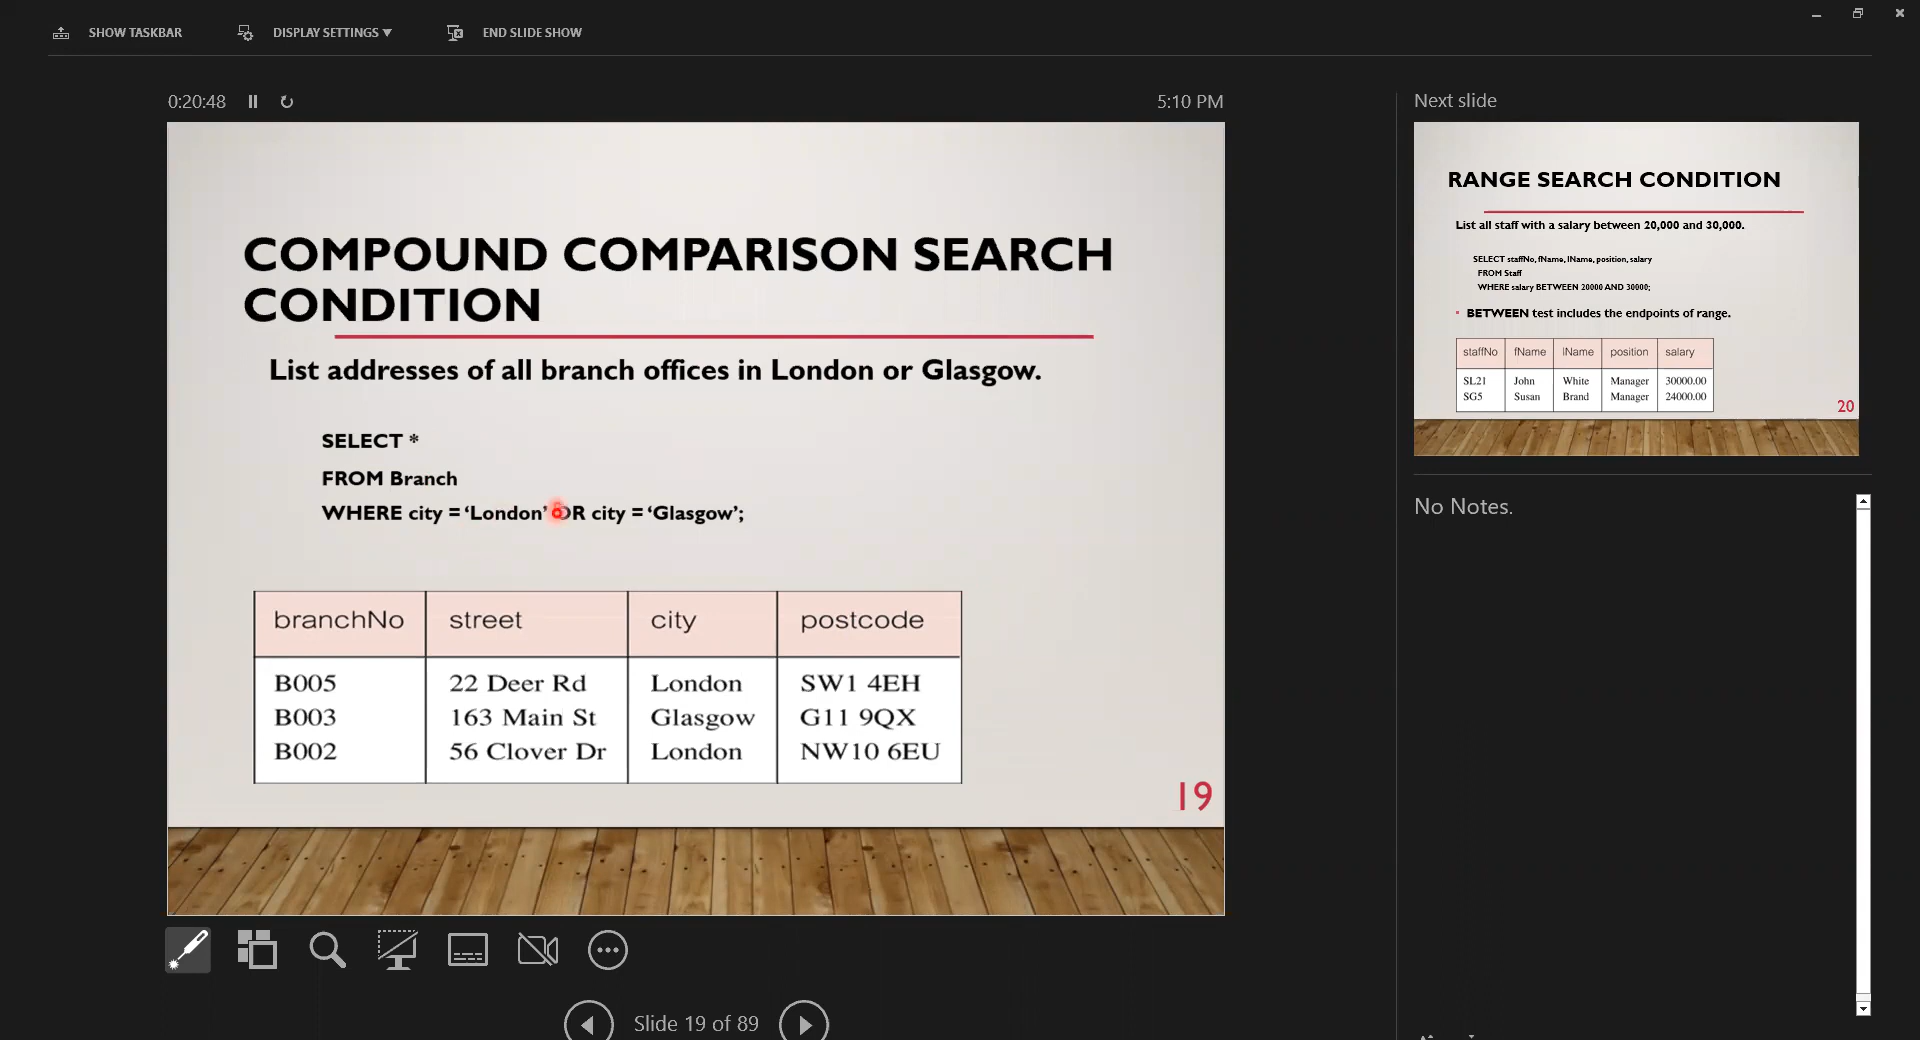 SHOW TASKBAR
DISPLAY SETTINGS ▼
END SLIDE SHOW
0:20:48
5:10 PM
COMPOUND COMPARISON SEARCH
CONDITION
List addresses of all branch offices in London or Glasgow.
SELECT *
FROM Branch
WHERE city = ‘London’ OR city = ‘Glasgow’;
branchNo street city postcode
B005 22 Deer Rd London SW1 4EH
B003 163 Main St Glasgow G11 9QX
B002 56 Clover Dr London NW10 6EU
19
Slide 19 of 89
Next slide
RANGE SEARCH CONDITION
List all staff with a salary between 20,000 and 30,000.
SELECT staffNo, fName, lName, position, salary
FROM Staff
WHERE salary BETWEEN 20000 AND 30000;
• BETWEEN test includes the endpoints of range.
staffNo fName lName position salary
SL21 John White Manager 30000.00
SG5 Susan Brand Manager 24000.00
20
No Notes.